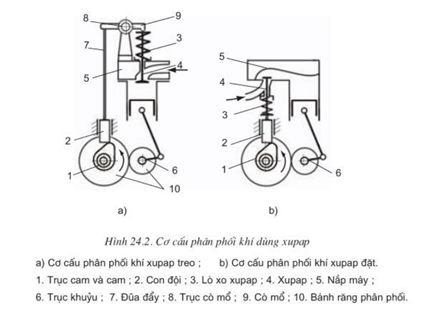 8 9
7 3
4
5
2
1 6
10
a)
5
4
3
2
1 6
b)
Hình 24.2. Cơ cấu phân phối khí dùng xupap
a) Cơ cấu phân phối khí xupap treo ; b) Cơ cấu phân phối khí xupap đặt.
1. Trục cam và cam ; 2. Con đội ; 3. Lò xo xupap ; 4. Xupap ; 5. Nắp máy ;
6. Trục khuỷu ; 7. Đũa đẩy ; 8. Trục cò mổ ; 9. Cò mổ ; 10. Bánh răng phân phối.